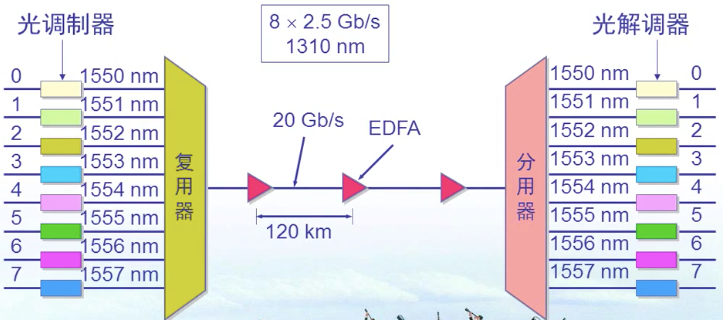 光调制器
8 × 2.5 Gb/s
1310 nm
光解调器
0 1550 nm
1 1551 nm
2 1552 nm
3 1553 nm
4 1554 nm
5 1555 nm
6 1556 nm
7 1557 nm
复用器
20 Gb/s
EDFA
120 km
分用器
1550 nm 0
1551 nm 1
1552 nm 2
1553 nm 3
1554 nm 4
1555 nm 5
1556 nm 6
1557 nm 7